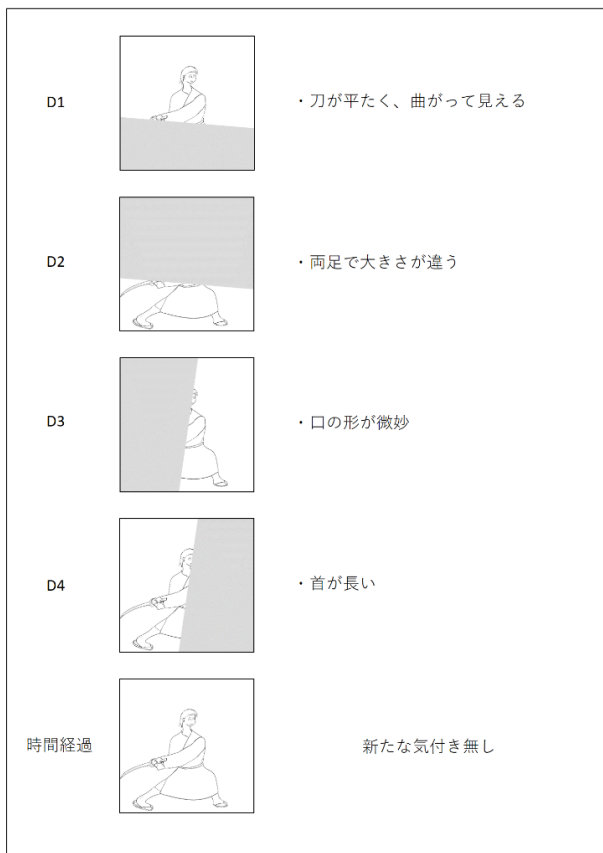 D1
・刀が平たく、曲がって見える
D2
・両足で大きさが違う
D3
・口の形が微妙
D4
・首が長い
時間経過
新たな気付き無し